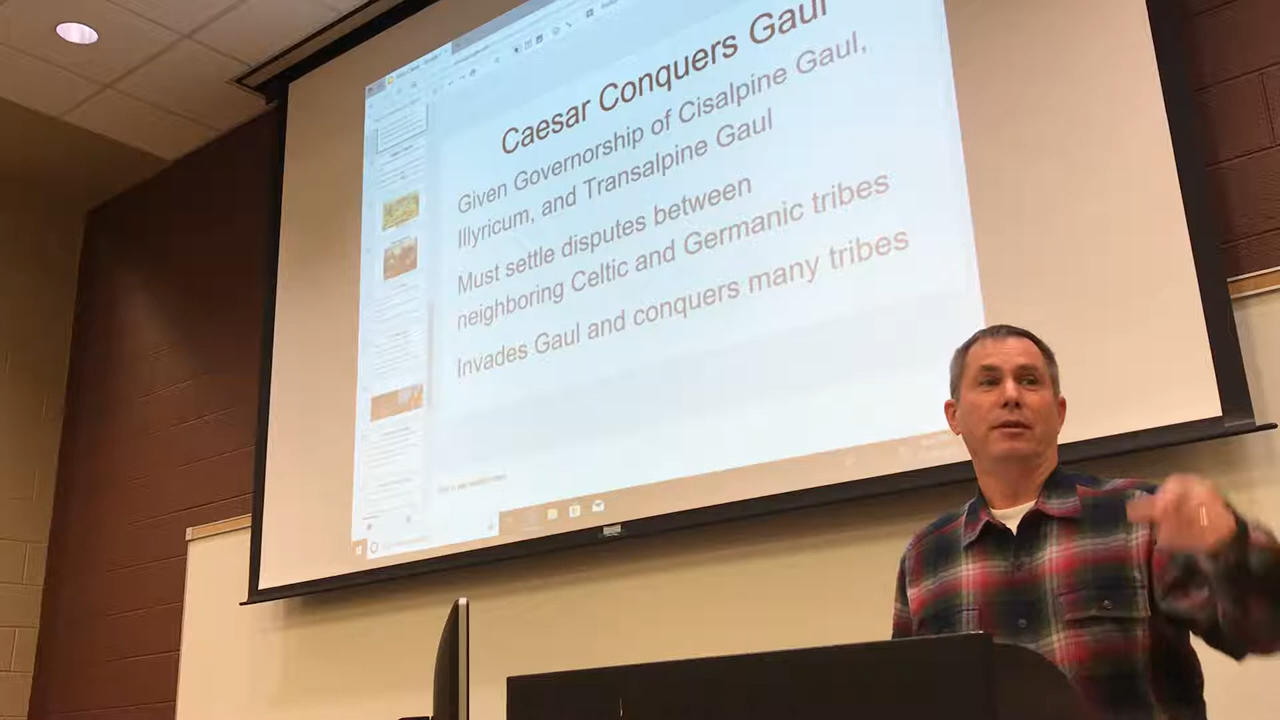 Caesar Conquers Gaul
Given Governorship of Cisalpine Gaul,
Illyricum, and Transalpine Gaul
Must settle disputes between
neighboring Celtic and Germanic tribes
Invades Gaul and conquers many tribes